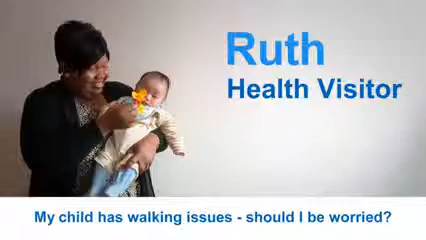 Ruth
Health Visitor
My child has walking issues - should I be worried?